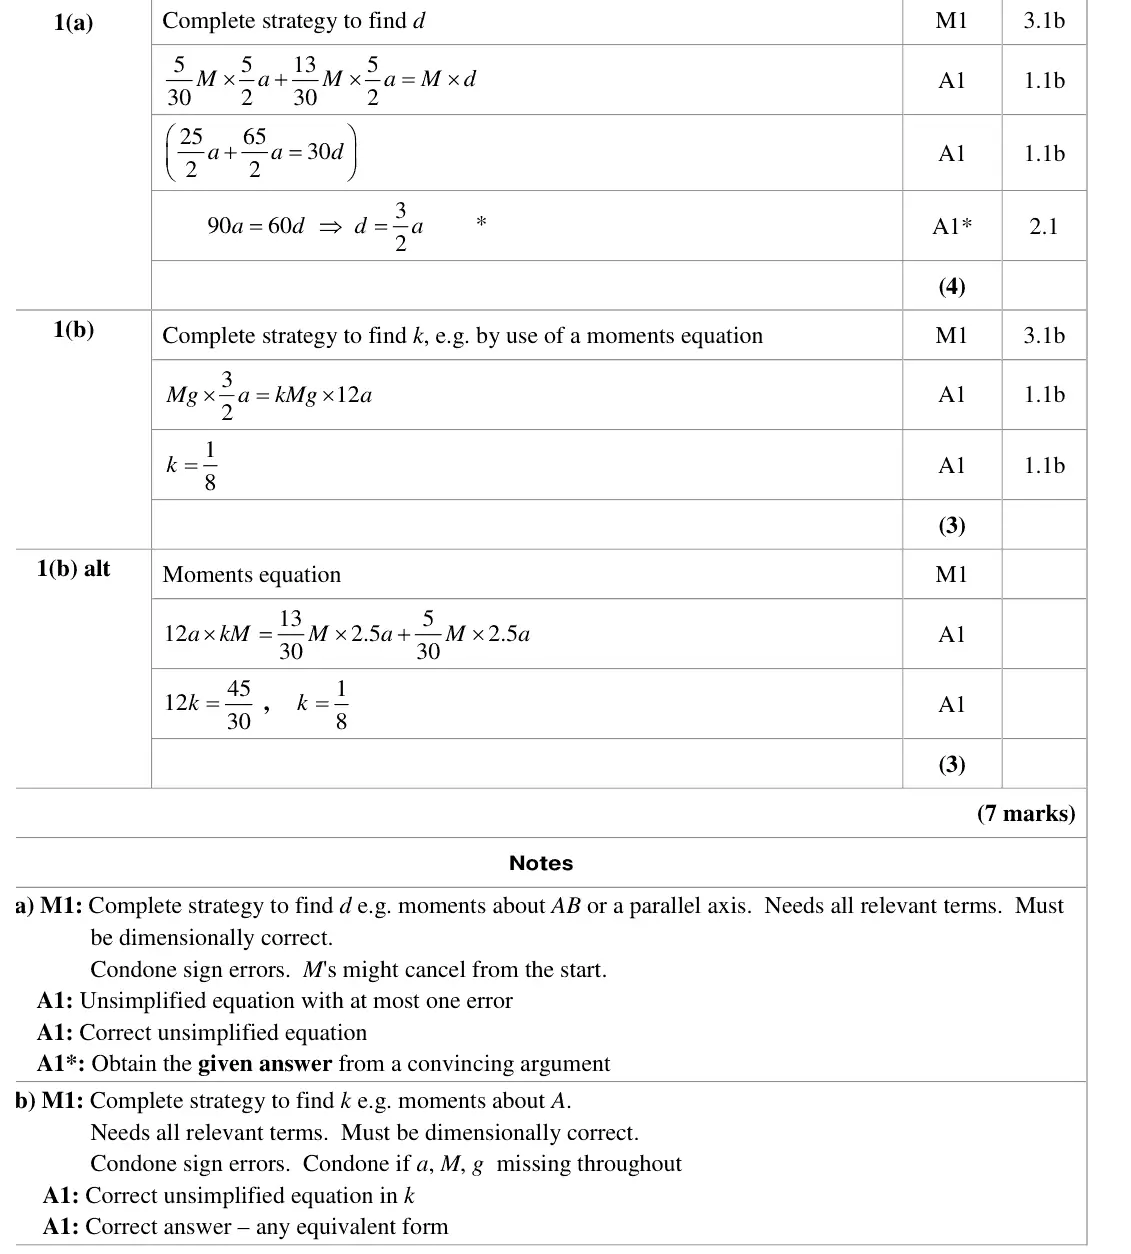 1(a) Complete strategy to find d M1 3.1b
5/30 M × 5/2 a + 13/30 M × 5/2 a = M × d A1 1.1b
(25/2 a + 65/2 a = 30d) A1 1.1b
90a = 60d ⇒ d = 3/2 a * A1* 2.1
(4)
1(b) Complete strategy to find k, e.g. by use of a moments equation M1 3.1b
Mg × 3/2 a = kMg × 12a A1 1.1b
k = 1/8 A1 1.1b
(3)
1(b) alt Moments equation M1
12a × kM = 13/30 M × 2.5a + 5/30 M × 2.5a A1
12k = 45/30 , k = 1/8 A1
(3)
(7 marks)
Notes
a) M1: Complete strategy to find d e.g. moments about AB or a parallel axis. Needs all relevant terms. Must
be dimensionally correct.
Condone sign errors. M's might cancel from the start.
A1: Unsimplified equation with at most one error
A1: Correct unsimplified equation
A1*: Obtain the given answer from a convincing argument
b) M1: Complete strategy to find k e.g. moments about A.
Needs all relevant terms. Must be dimensionally correct.
Condone sign errors. Condone if a, M, g missing throughout
A1: Correct unsimplified equation in k
A1: Correct answer – any equivalent form